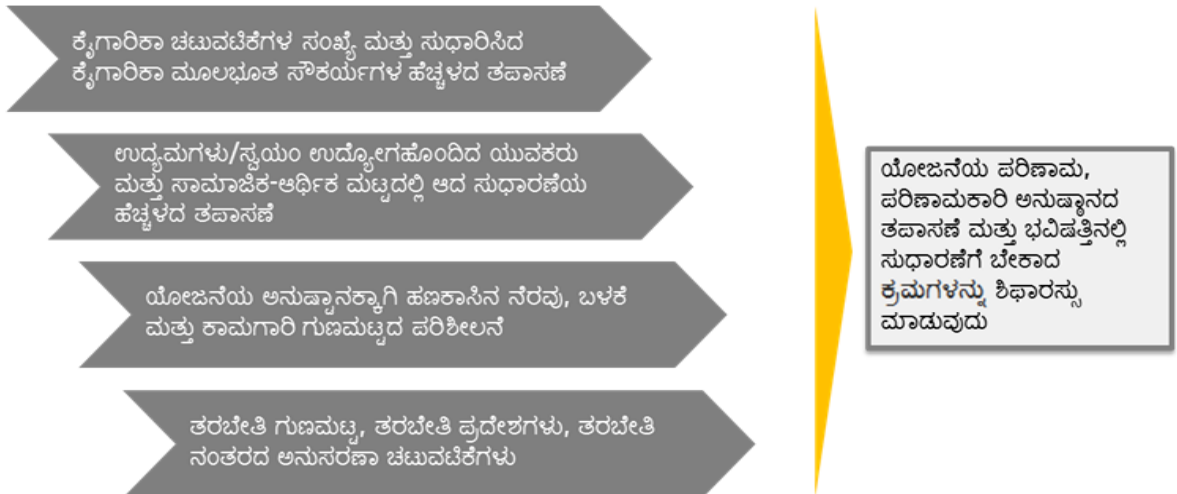 ಕೈಗಾರಿಕಾ ಚಟುವಟಿಕೆಗಳ ಸಂಖ್ಯೆ ಮತ್ತು ಸುಧಾರಿಸಿದ
ಕೈಗಾರಿಕಾ ಮೂಲಭೂತ ಸೌಕರ್ಯಗಳ ಹೆಚ್ಚಳದ ತಪಾಸಣೆ
ಉದ್ಯಮಗಳು/ಸ್ವಯಂ ಉದ್ಯೋಗಹೊಂದಿದ ಯುವಕರು
ಮತ್ತು ಸಾಮಾಜಿಕ-ಆರ್ಥಿಕ ಮಟ್ಟದಲ್ಲಿ ಆದ ಸುಧಾರಣೆಯ
ಹೆಚ್ಚಳದ ತಪಾಸಣೆ
ಯೋಜನೆಯ ಅನುಷ್ಟಾನಕ್ಕಾಗಿ ಹಣಕಾಸಿನ ನೆರವು, ಬಳಕೆ
ಮತ್ತು ಕಾಮಗಾರಿ ಗುಣಮಟ್ಟದ ಪರಿಶೀಲನೆ
ತರಬೇತಿ ಗುಣಮಟ್ಟ, ತರಬೇತಿ ಪ್ರದೇಶಗಳು, ತರಬೇತಿ
ನಂತರದ ಅನುಸರಣಾ ಚಟುವಟಿಕೆಗಳು
ಯೋಜನೆಯ ಪರಿಣಾಮ,
ಪರಿಣಾಮಕಾರಿ ಅನುಷ್ಠಾನದ
ತಪಾಸಣೆ ಮತ್ತು ಭವಿಷತ್ತಿನಲ್ಲಿ
ಸುಧಾರಣೆಗೆ ಬೇಕಾದ
ಕ್ರಮಗಳನ್ನು ಶಿಫಾರಸ್ಸು
ಮಾಡುವುದು